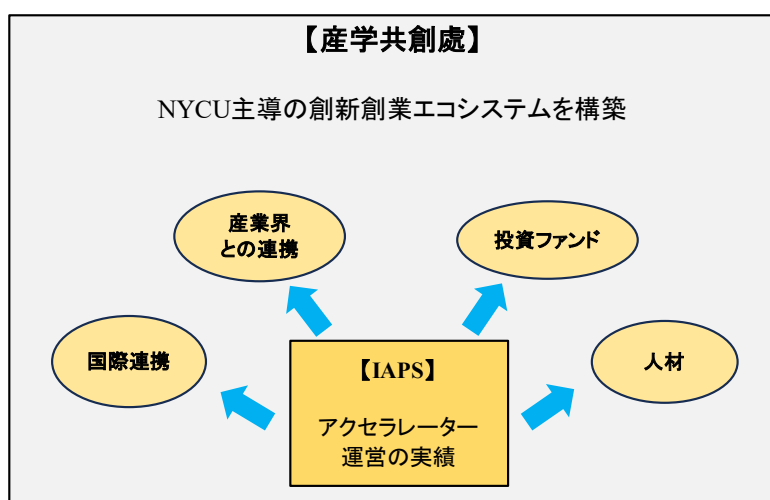 【産学共創處】
NYCU主導の創新創業エコシステムを構築
産業界
との連携
投資ファンド
国際連携
人材
【IAPS】
アクセラレーター
運営の実績